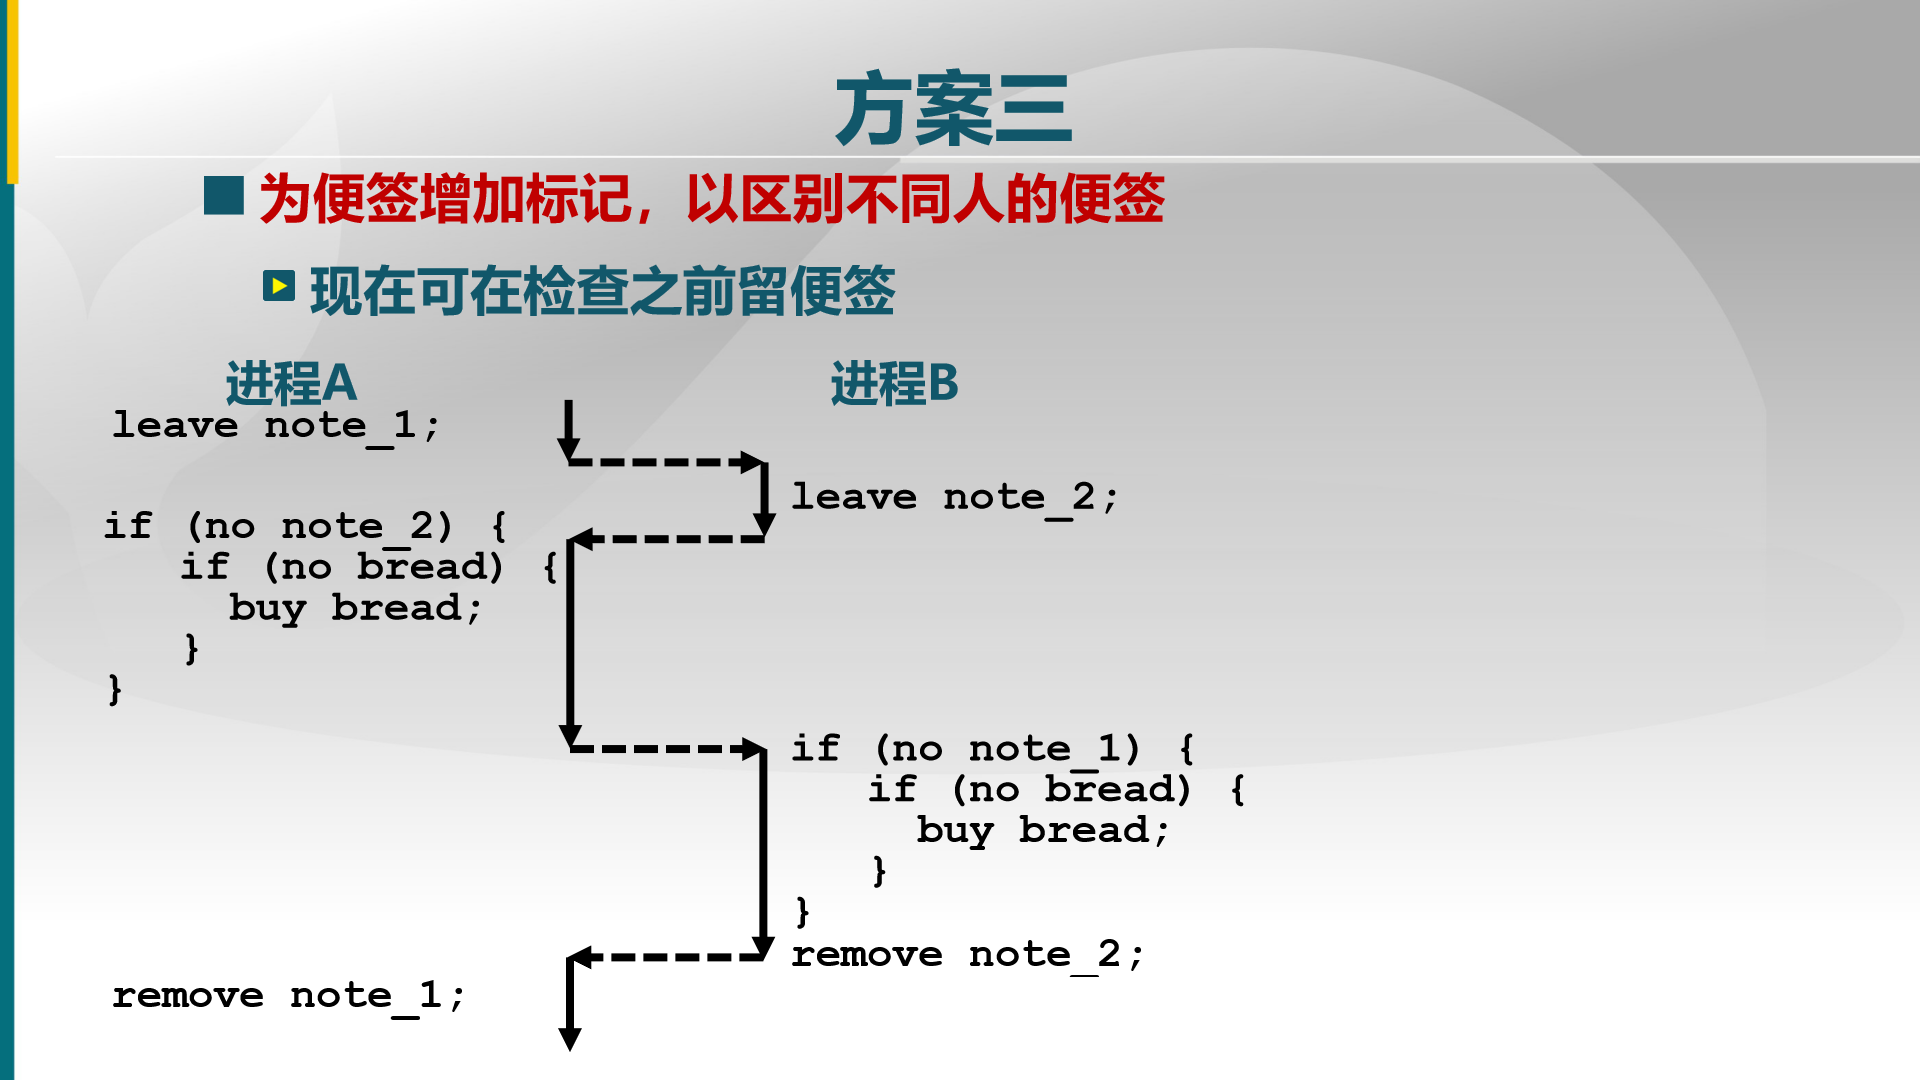 方案三
为便签增加标记，以区别不同人的便签
现在可在检查之前留便签
进程A
leave note_1;
if (no note_2) {
if (no bread) {
buy bread;
}
}
remove note_1;
进程B
leave note_2;
if (no note_1) {
if (no bread) {
buy bread;
}
}
remove note_2;